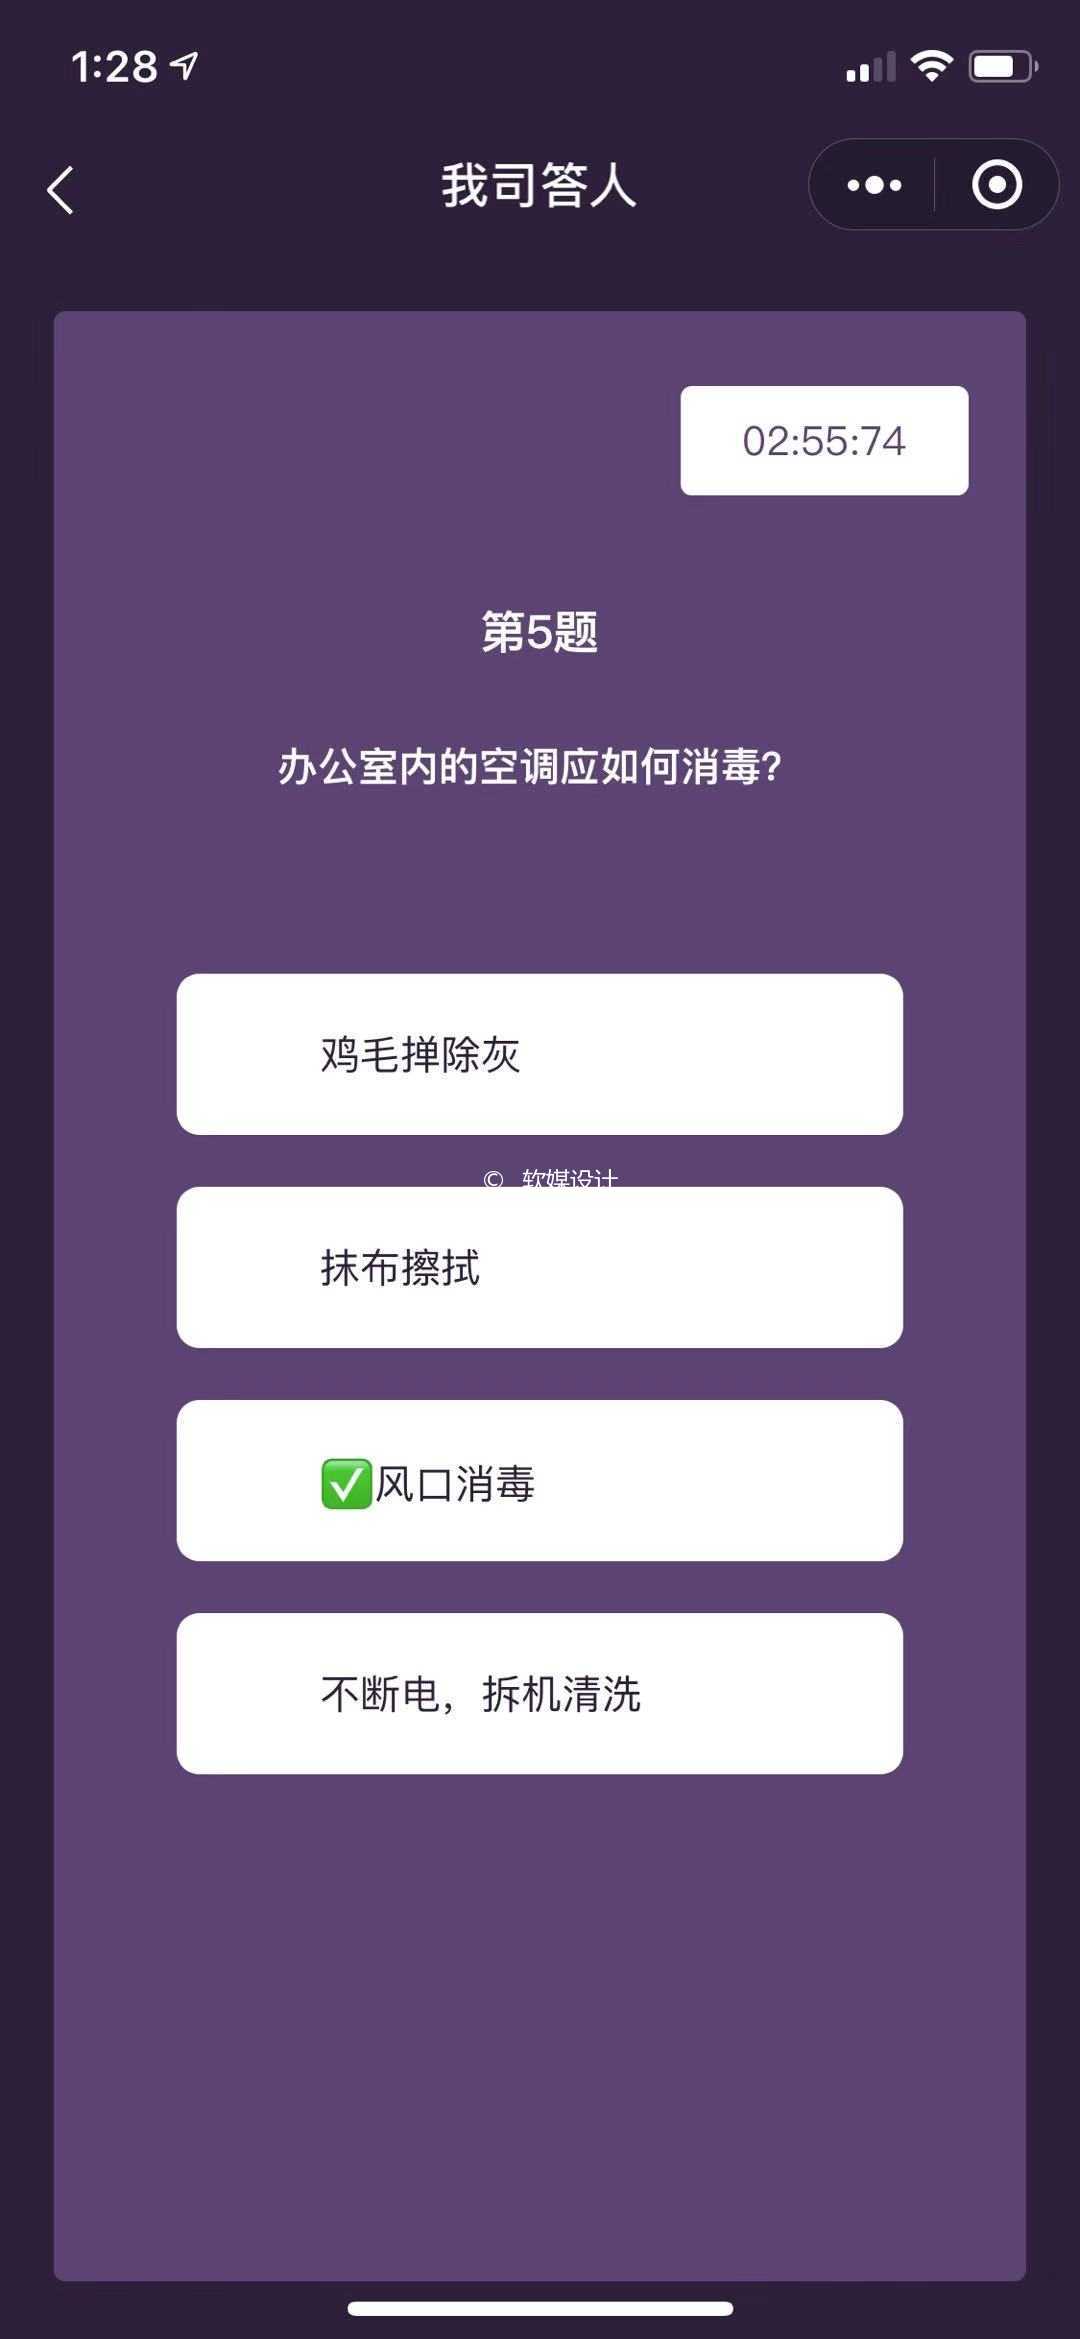 1:28
我司答人
02:55:74
第5题
办公室内的空调应如何消毒?
鸡毛掸除灰
© 软媒设计
抹布擦拭
✅风口消毒
不断电，拆机清洗